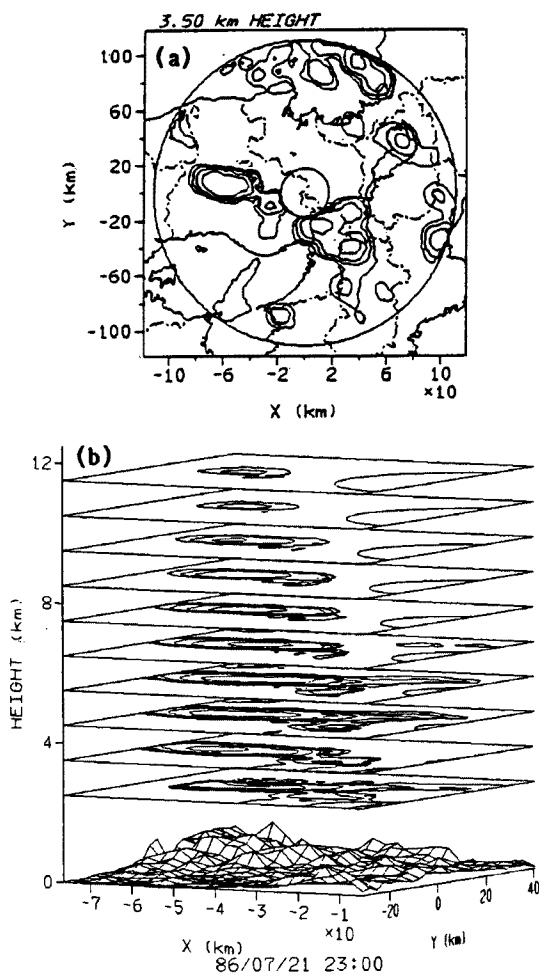 3.50 km HEIGHT
(a)
100
60
20
-20
-60
-100
Y (km)
-10 -6 -2 2 6 10
×10
X (km)
(b)
12
8
4
0
HEIGHT (km)
-7 -6 -5 -4 -3 -2 -1
×10
X (km)
-20 0 20 40
Y (km)
86/07/21 23:00